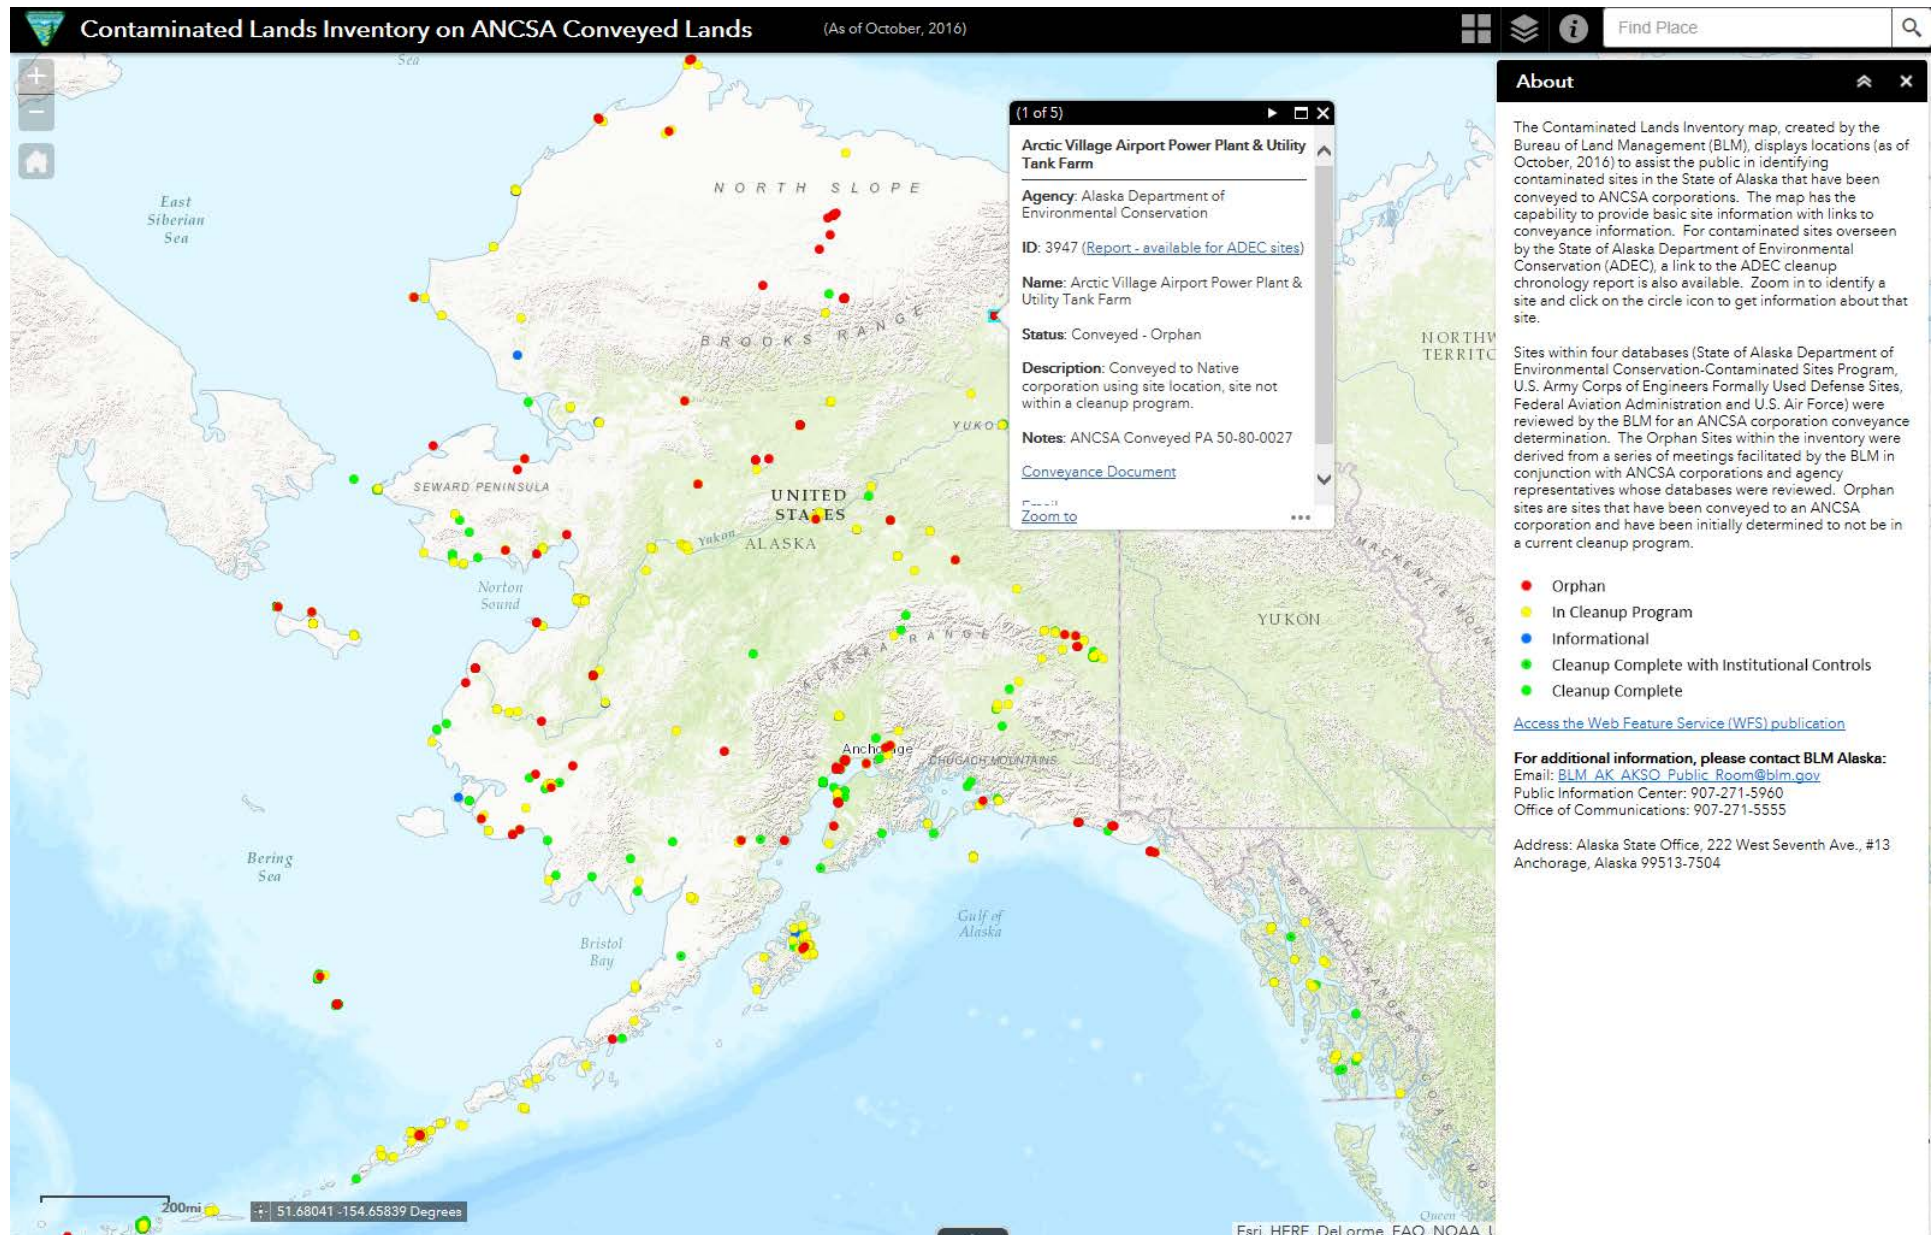 Contaminated Lands Inventory on ANCSA Conveyed Lands
(As of October, 2016)
Find Place
Sea
East
Siberian
Sea
NORTH SLOPE
BROOKS RANGE
NORTHW
TERRITO
YUKO
SEWARD PENINSULA
UNITED
STATES
Yukon
ALASKA
MACKENZIE MOUN
Norton
Sound
YUKON
ALASKA RANGE
Anchorage
CHUGACH MOUNTAINS
Bering
Sea
Gulf of
Alaska
Bristol
Bay
BOUNDARY RANGES
COAST MO
Queen
200mi
51.68041 -154.65839 Degrees
Esri, HERE, DeLorme, FAO, NOAA, U
(1 of 5)
Arctic Village Airport Power Plant & Utility
Tank Farm
Agency: Alaska Department of
Environmental Conservation
ID: 3947 (Report - available for ADEC sites)
Name: Arctic Village Airport Power Plant &
Utility Tank Farm
Status: Conveyed - Orphan
Description: Conveyed to Native
corporation using site location, site not
within a cleanup program.
Notes: ANCSA Conveyed PA 50-80-0027
Conveyance Document
Zoom to
About
The Contaminated Lands Inventory map, created by the
Bureau of Land Management (BLM), displays locations (as of
October, 2016) to assist the public in identifying
contaminated sites in the State of Alaska that have been
conveyed to ANCSA corporations. The map has the
capability to provide basic site information with links to
conveyance information. For contaminated sites overseen
by the State of Alaska Department of Environmental
Conservation (ADEC), a link to the ADEC cleanup
chronology report is also available. Zoom in to identify a
site and click on the circle icon to get information about that
site.
Sites within four databases (State of Alaska Department of
Environmental Conservation-Contaminated Sites Program,
U.S. Army Corps of Engineers Formally Used Defense Sites,
Federal Aviation Administration and U.S. Air Force) were
reviewed by the BLM for an ANCSA corporation conveyance
determination. The Orphan Sites within the inventory were
derived from a series of meetings facilitated by the BLM in
conjunction with ANCSA corporations and agency
representatives whose databases were reviewed. Orphan
sites are sites that have been conveyed to an ANCSA
corporation and have been initially determined to not be in
a current cleanup program.
Orphan
In Cleanup Program
Informational
Cleanup Complete with Institutional Controls
Cleanup Complete
Access the Web Feature Service (WFS) publication
For additional information, please contact BLM Alaska:
Email: BLM_AK_AKSO_Public_Room@blm.gov
Public Information Center: 907-271-5960
Office of Communications: 907-271-5555
Address: Alaska State Office, 222 West Seventh Ave., #13
Anchorage, Alaska 99513-7504